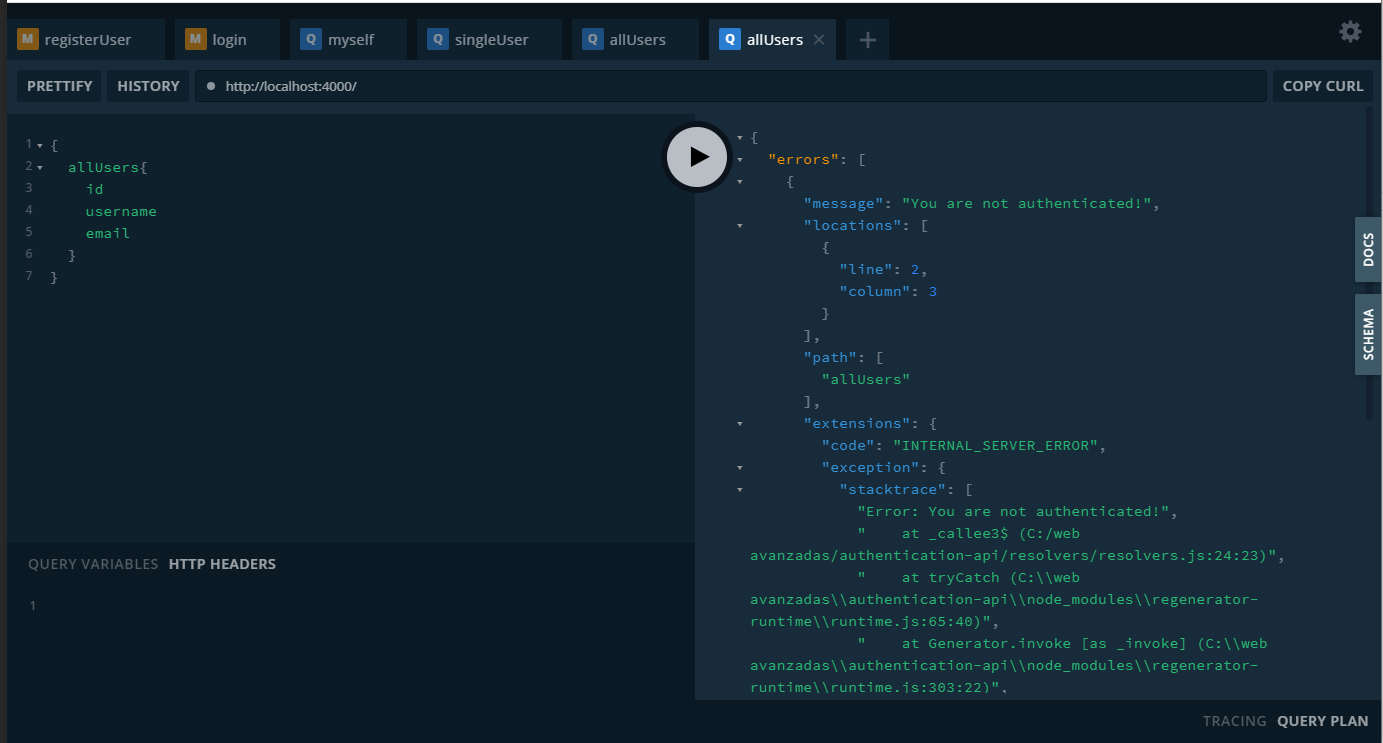 M registerUser M login Q myself Q singleUser Q allUsers Q allUsers × +
PRETTIFY HISTORY http://localhost:4000/ COPY CURL
1 {
2 allUsers{
3 id
4 username
5 email
6 }
7 }
QUERY VARIABLES HTTP HEADERS
1
{
"errors": [
{
"message": "You are not authenticated!",
"locations": [
{
"line": 2,
"column": 3
}
],
"path": [
"allUsers"
],
"extensions": {
"code": "INTERNAL_SERVER_ERROR",
"exception": {
"stacktrace": [
"Error: You are not authenticated!",
"    at _callee3$ (C:/web
avanzadas/authentication-api/resolvers/resolvers.js:24:23)",
"    at tryCatch (C:\\web
avanzadas\\authentication-api\\node_modules\\regenerator-
runtime\\runtime.js:65:40)",
"    at Generator.invoke [as _invoke] (C:\\web
avanzadas\\authentication-api\\node_modules\\regenerator-
runtime\\runtime.js:303:22)",
DOCS
SCHEMA
TRACING QUERY PLAN